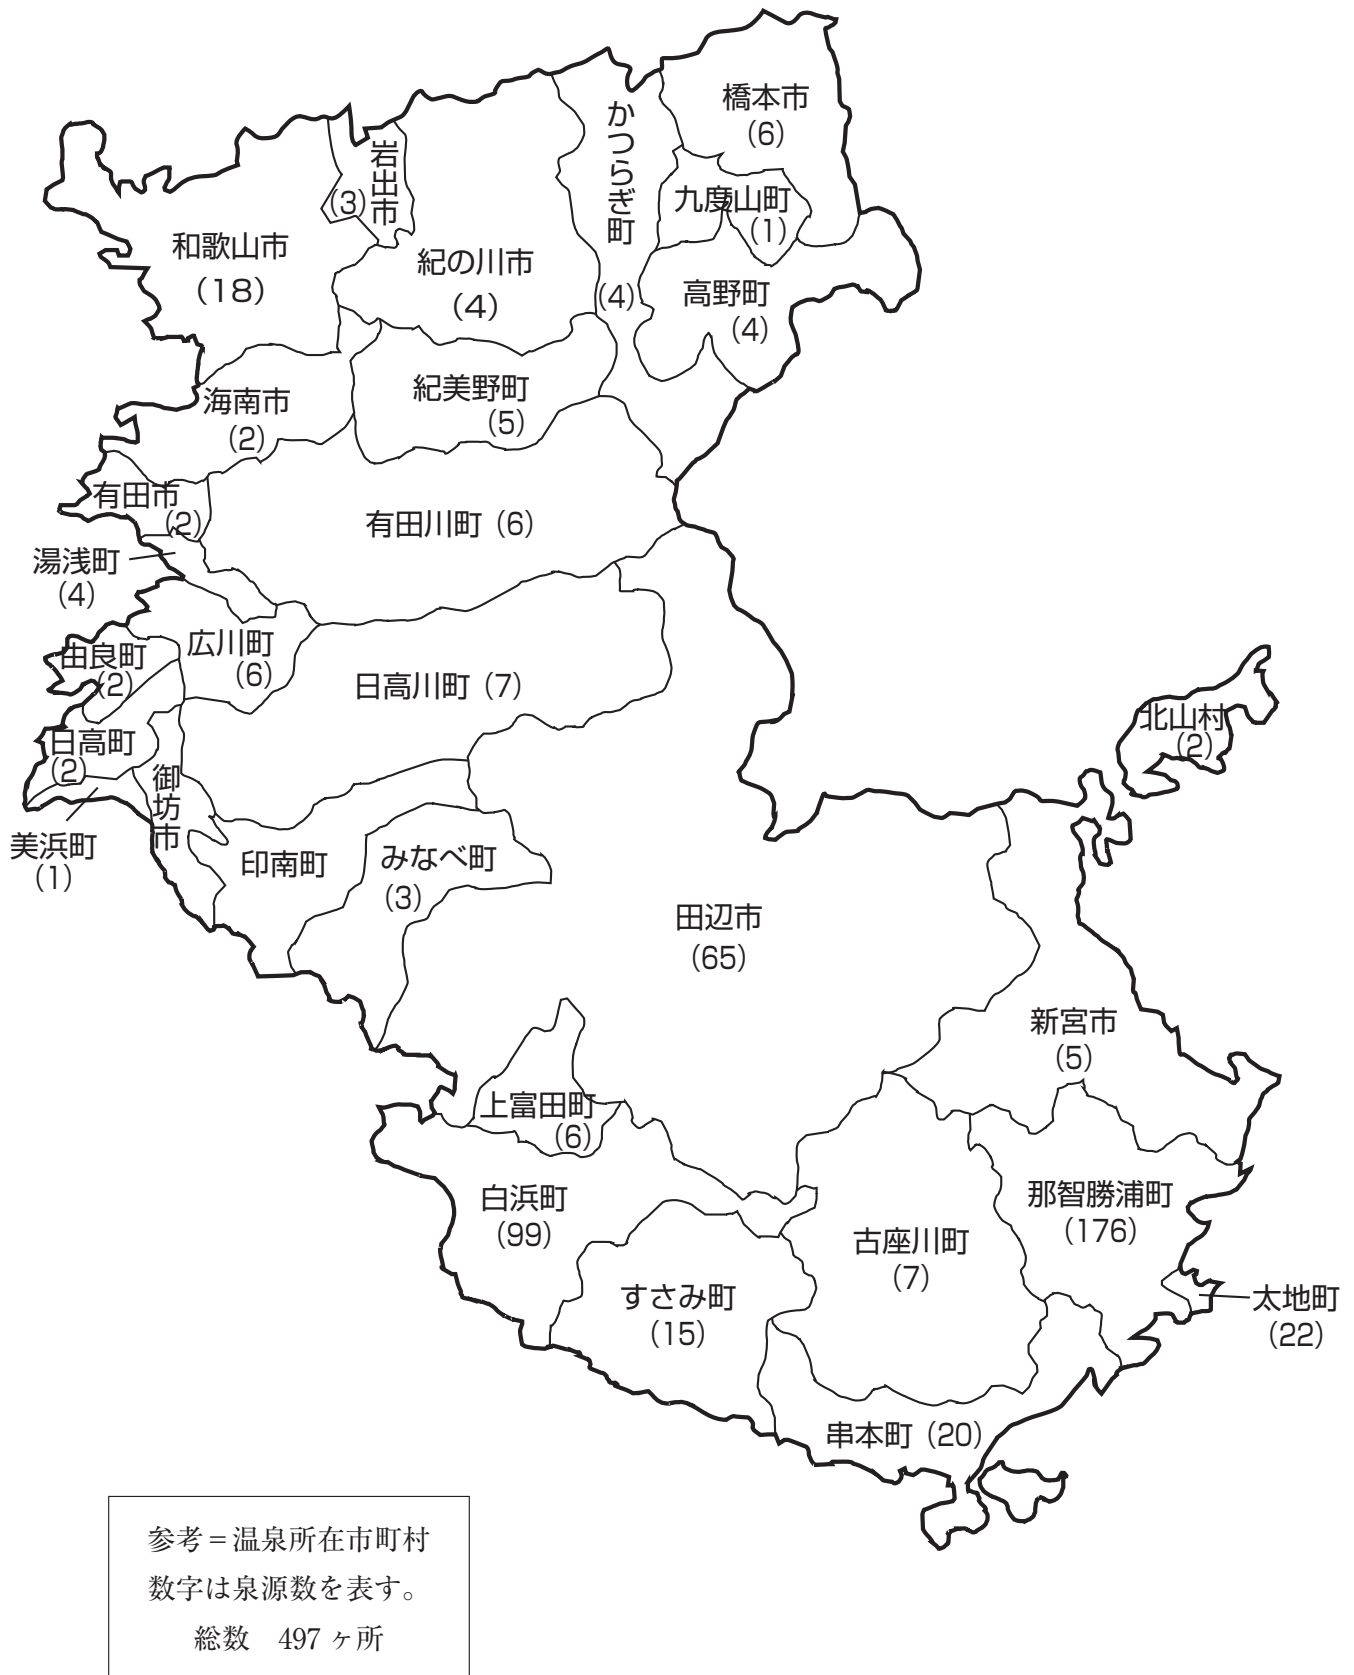 橋本市
(6)
かつらぎ町
(4)
岩出市
(3)
九度山町
(1)
和歌山市
(18)
紀の川市
(4)
高野町
(4)
海南市
(2)
紀美野町
(5)
有田市
(2)
有田川町 (6)
湯浅町
(4)
広川町
(6)
由良町
(2)
日高川町 (7)
北山村
(2)
日高町
(2)
御坊市
美浜町
(1)
印南町
みなべ町
(3)
田辺市
(65)
新宮市
(5)
上富田町
(6)
白浜町
(99)
那智勝浦町
(176)
古座川町
(7)
すさみ町
(15)
太地町
(22)
串本町 (20)
参考=温泉所在市町村
数字は泉源数を表す。
総数 497 ヶ所